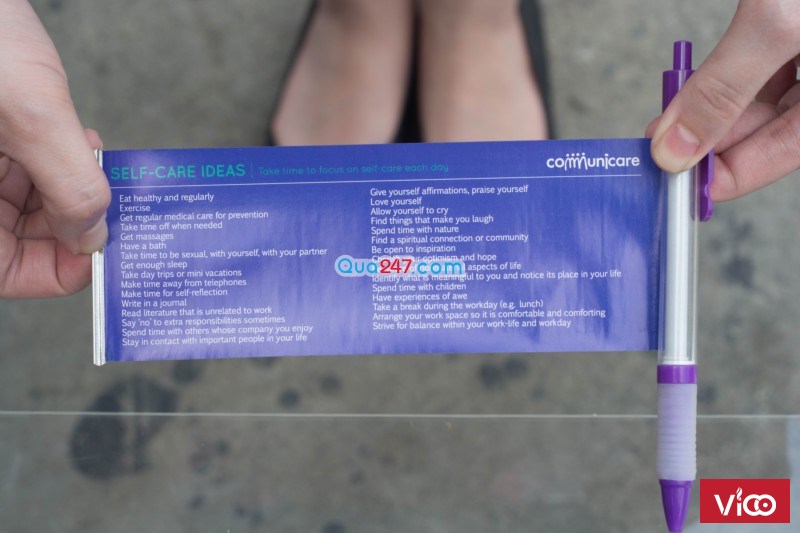 SELF-CARE IDEAS | Take time to focus on self-care each day
communicare
Eat healthy and regularly
Exercise
Get regular medical care for prevention
Take time off when needed
Get massages
Have a bath
Take time to be sexual, with yourself, with your partner
Get enough sleep
Take day trips or mini vacations
Make time away from telephones
Make time for self-reflection
Write in a journal
Read literature that is unrelated to work
Say 'no' to extra responsibilities sometimes
Spend time with others whose company you enjoy
Stay in contact with important people in your life
Give yourself affirmations, praise yourself
Love yourself
Allow yourself to cry
Find things that make you laugh
Spend time with nature
Find a spiritual connection or community
Be open to inspiration
optimism and hope
aspects of life
Identify what is meaningful to you and notice its place in your life
Spend time with children
Have experiences of awe
Take a break during the workday (e.g. lunch)
Arrange your work space so it is comfortable and comforting
Strive for balance within your work-life and workday
Qua247.com
ViCO